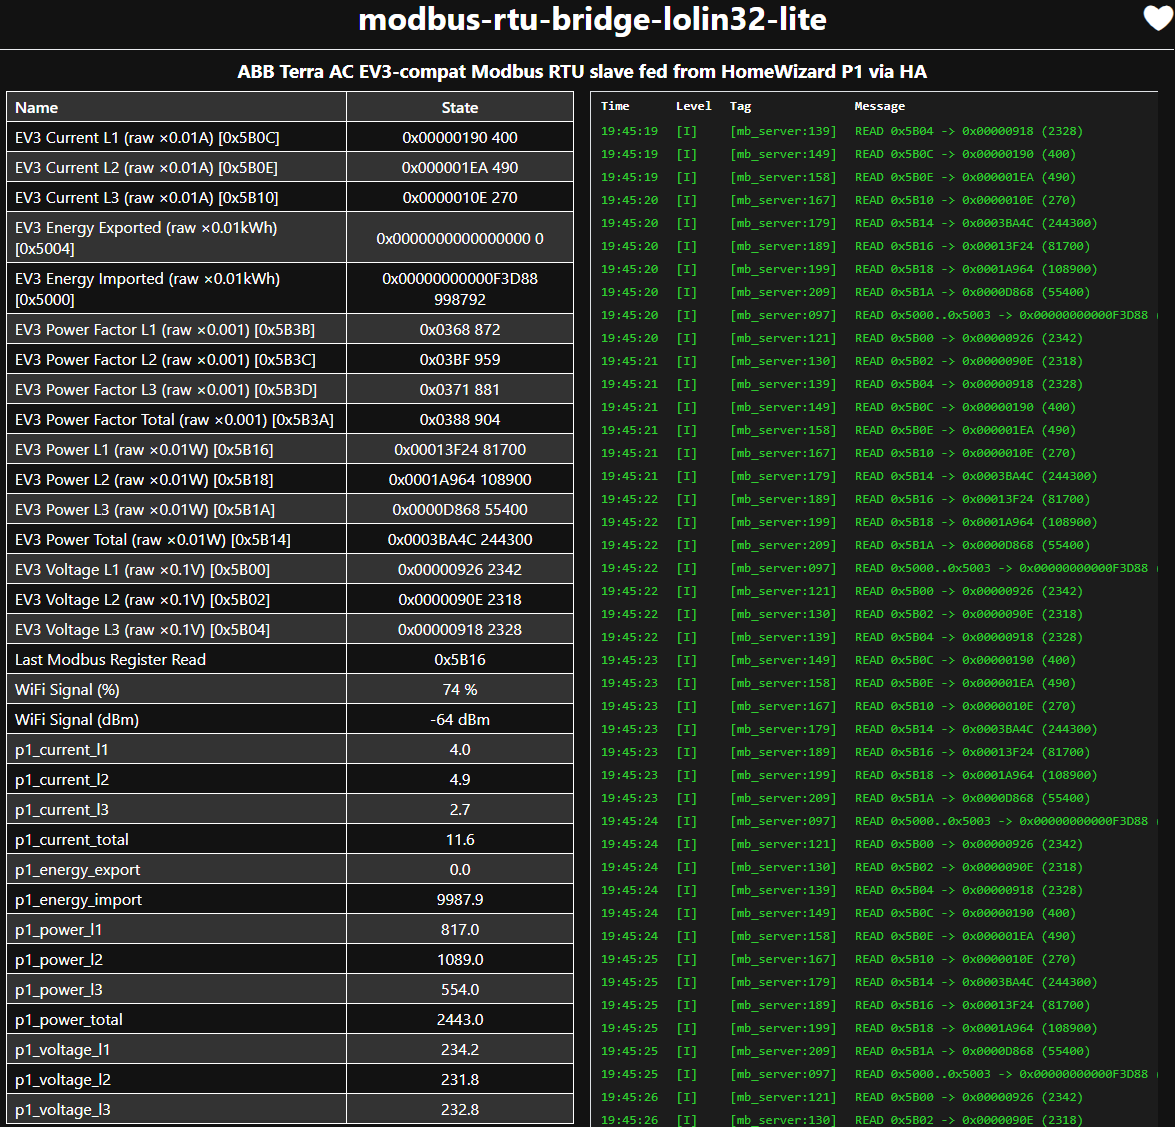 modbus-rtu-bridge-lolin32-lite
ABB Terra AC EV3-compat Modbus RTU slave fed from HomeWizard P1 via HA
Name State
EV3 Current L1 (raw ×0.01A) [0x5B0C] 0x00000190 400
EV3 Current L2 (raw ×0.01A) [0x5B0E] 0x000001EA 490
EV3 Current L3 (raw ×0.01A) [0x5B10] 0x0000010E 270
EV3 Energy Exported (raw ×0.01kWh)
[0x5004] 0x0000000000000000 0
EV3 Energy Imported (raw ×0.01kWh)
[0x5000] 0x00000000000F3D88
998792
EV3 Power Factor L1 (raw ×0.001) [0x5B3B] 0x0368 872
EV3 Power Factor L2 (raw ×0.001) [0x5B3C] 0x03BF 959
EV3 Power Factor L3 (raw ×0.001) [0x5B3D] 0x0371 881
EV3 Power Factor Total (raw ×0.001) [0x5B3A] 0x0388 904
EV3 Power L1 (raw ×0.01W) [0x5B16] 0x00013F24 81700
EV3 Power L2 (raw ×0.01W) [0x5B18] 0x0001A964 108900
EV3 Power L3 (raw ×0.01W) [0x5B1A] 0x0000D868 55400
EV3 Power Total (raw ×0.01W) [0x5B14] 0x0003BA4C 244300
EV3 Voltage L1 (raw ×0.1V) [0x5B00] 0x00000926 2342
EV3 Voltage L2 (raw ×0.1V) [0x5B02] 0x0000090E 2318
EV3 Voltage L3 (raw ×0.1V) [0x5B04] 0x00000918 2328
Last Modbus Register Read 0x5B16
WiFi Signal (%) 74 %
WiFi Signal (dBm) -64 dBm
p1_current_l1 4.0
p1_current_l2 4.9
p1_current_l3 2.7
p1_current_total 11.6
p1_energy_export 0.0
p1_energy_import 9987.9
p1_power_l1 817.0
p1_power_l2 1089.0
p1_power_l3 554.0
p1_power_total 2443.0
p1_voltage_l1 234.2
p1_voltage_l2 231.8
p1_voltage_l3 232.8
Time Level Tag Message
19:45:19 [I] [mb_server:139] READ 0x5B04 -> 0x00000918 (2328)
19:45:19 [I] [mb_server:149] READ 0x5B0C -> 0x00000190 (400)
19:45:19 [I] [mb_server:158] READ 0x5B0E -> 0x000001EA (490)
19:45:20 [I] [mb_server:167] READ 0x5B10 -> 0x0000010E (270)
19:45:20 [I] [mb_server:179] READ 0x5B14 -> 0x0003BA4C (244300)
19:45:20 [I] [mb_server:189] READ 0x5B16 -> 0x00013F24 (81700)
19:45:20 [I] [mb_server:199] READ 0x5B18 -> 0x0001A964 (108900)
19:45:20 [I] [mb_server:209] READ 0x5B1A -> 0x0000D868 (55400)
19:45:20 [I] [mb_server:097] READ 0x5000..0x5003 -> 0x00000000000F3D88
19:45:20 [I] [mb_server:121] READ 0x5B00 -> 0x00000926 (2342)
19:45:21 [I] [mb_server:130] READ 0x5B02 -> 0x0000090E (2318)
19:45:21 [I] [mb_server:139] READ 0x5B04 -> 0x00000918 (2328)
19:45:21 [I] [mb_server:149] READ 0x5B0C -> 0x00000190 (400)
19:45:21 [I] [mb_server:158] READ 0x5B0E -> 0x000001EA (490)
19:45:21 [I] [mb_server:167] READ 0x5B10 -> 0x0000010E (270)
19:45:21 [I] [mb_server:179] READ 0x5B14 -> 0x0003BA4C (244300)
19:45:22 [I] [mb_server:189] READ 0x5B16 -> 0x00013F24 (81700)
19:45:22 [I] [mb_server:199] READ 0x5B18 -> 0x0001A964 (108900)
19:45:22 [I] [mb_server:209] READ 0x5B1A -> 0x0000D868 (55400)
19:45:22 [I] [mb_server:097] READ 0x5000..0x5003 -> 0x00000000000F3D88
19:45:22 [I] [mb_server:121] READ 0x5B00 -> 0x00000926 (2342)
19:45:22 [I] [mb_server:130] READ 0x5B02 -> 0x0000090E (2318)
19:45:22 [I] [mb_server:139] READ 0x5B04 -> 0x00000918 (2328)
19:45:23 [I] [mb_server:149] READ 0x5B0C -> 0x00000190 (400)
19:45:23 [I] [mb_server:158] READ 0x5B0E -> 0x000001EA (490)
19:45:23 [I] [mb_server:167] READ 0x5B10 -> 0x0000010E (270)
19:45:23 [I] [mb_server:179] READ 0x5B14 -> 0x0003BA4C (244300)
19:45:23 [I] [mb_server:189] READ 0x5B16 -> 0x00013F24 (81700)
19:45:23 [I] [mb_server:199] READ 0x5B18 -> 0x0001A964 (108900)
19:45:23 [I] [mb_server:209] READ 0x5B1A -> 0x0000D868 (55400)
19:45:24 [I] [mb_server:097] READ 0x5000..0x5003 -> 0x00000000000F3D88
19:45:24 [I] [mb_server:121] READ 0x5B00 -> 0x00000926 (2342)
19:45:24 [I] [mb_server:130] READ 0x5B02 -> 0x0000090E (2318)
19:45:24 [I] [mb_server:139] READ 0x5B04 -> 0x00000918 (2328)
19:45:24 [I] [mb_server:149] READ 0x5B0C -> 0x00000190 (400)
19:45:24 [I] [mb_server:158] READ 0x5B0E -> 0x000001EA (490)
19:45:25 [I] [mb_server:167] READ 0x5B10 -> 0x0000010E (270)
19:45:25 [I] [mb_server:179] READ 0x5B14 -> 0x0003BA4C (244300)
19:45:25 [I] [mb_server:189] READ 0x5B16 -> 0x00013F24 (81700)
19:45:25 [I] [mb_server:199] READ 0x5B18 -> 0x0001A964 (108900)
19:45:25 [I] [mb_server:209] READ 0x5B1A -> 0x0000D868 (55400)
19:45:25 [I] [mb_server:097] READ 0x5000..0x5003 -> 0x00000000000F3D88
19:45:26 [I] [mb_server:121] READ 0x5B00 -> 0x00000926 (2342)
19:45:26 [I] [mb_server:130] READ 0x5B02 -> 0x0000090E (2318)